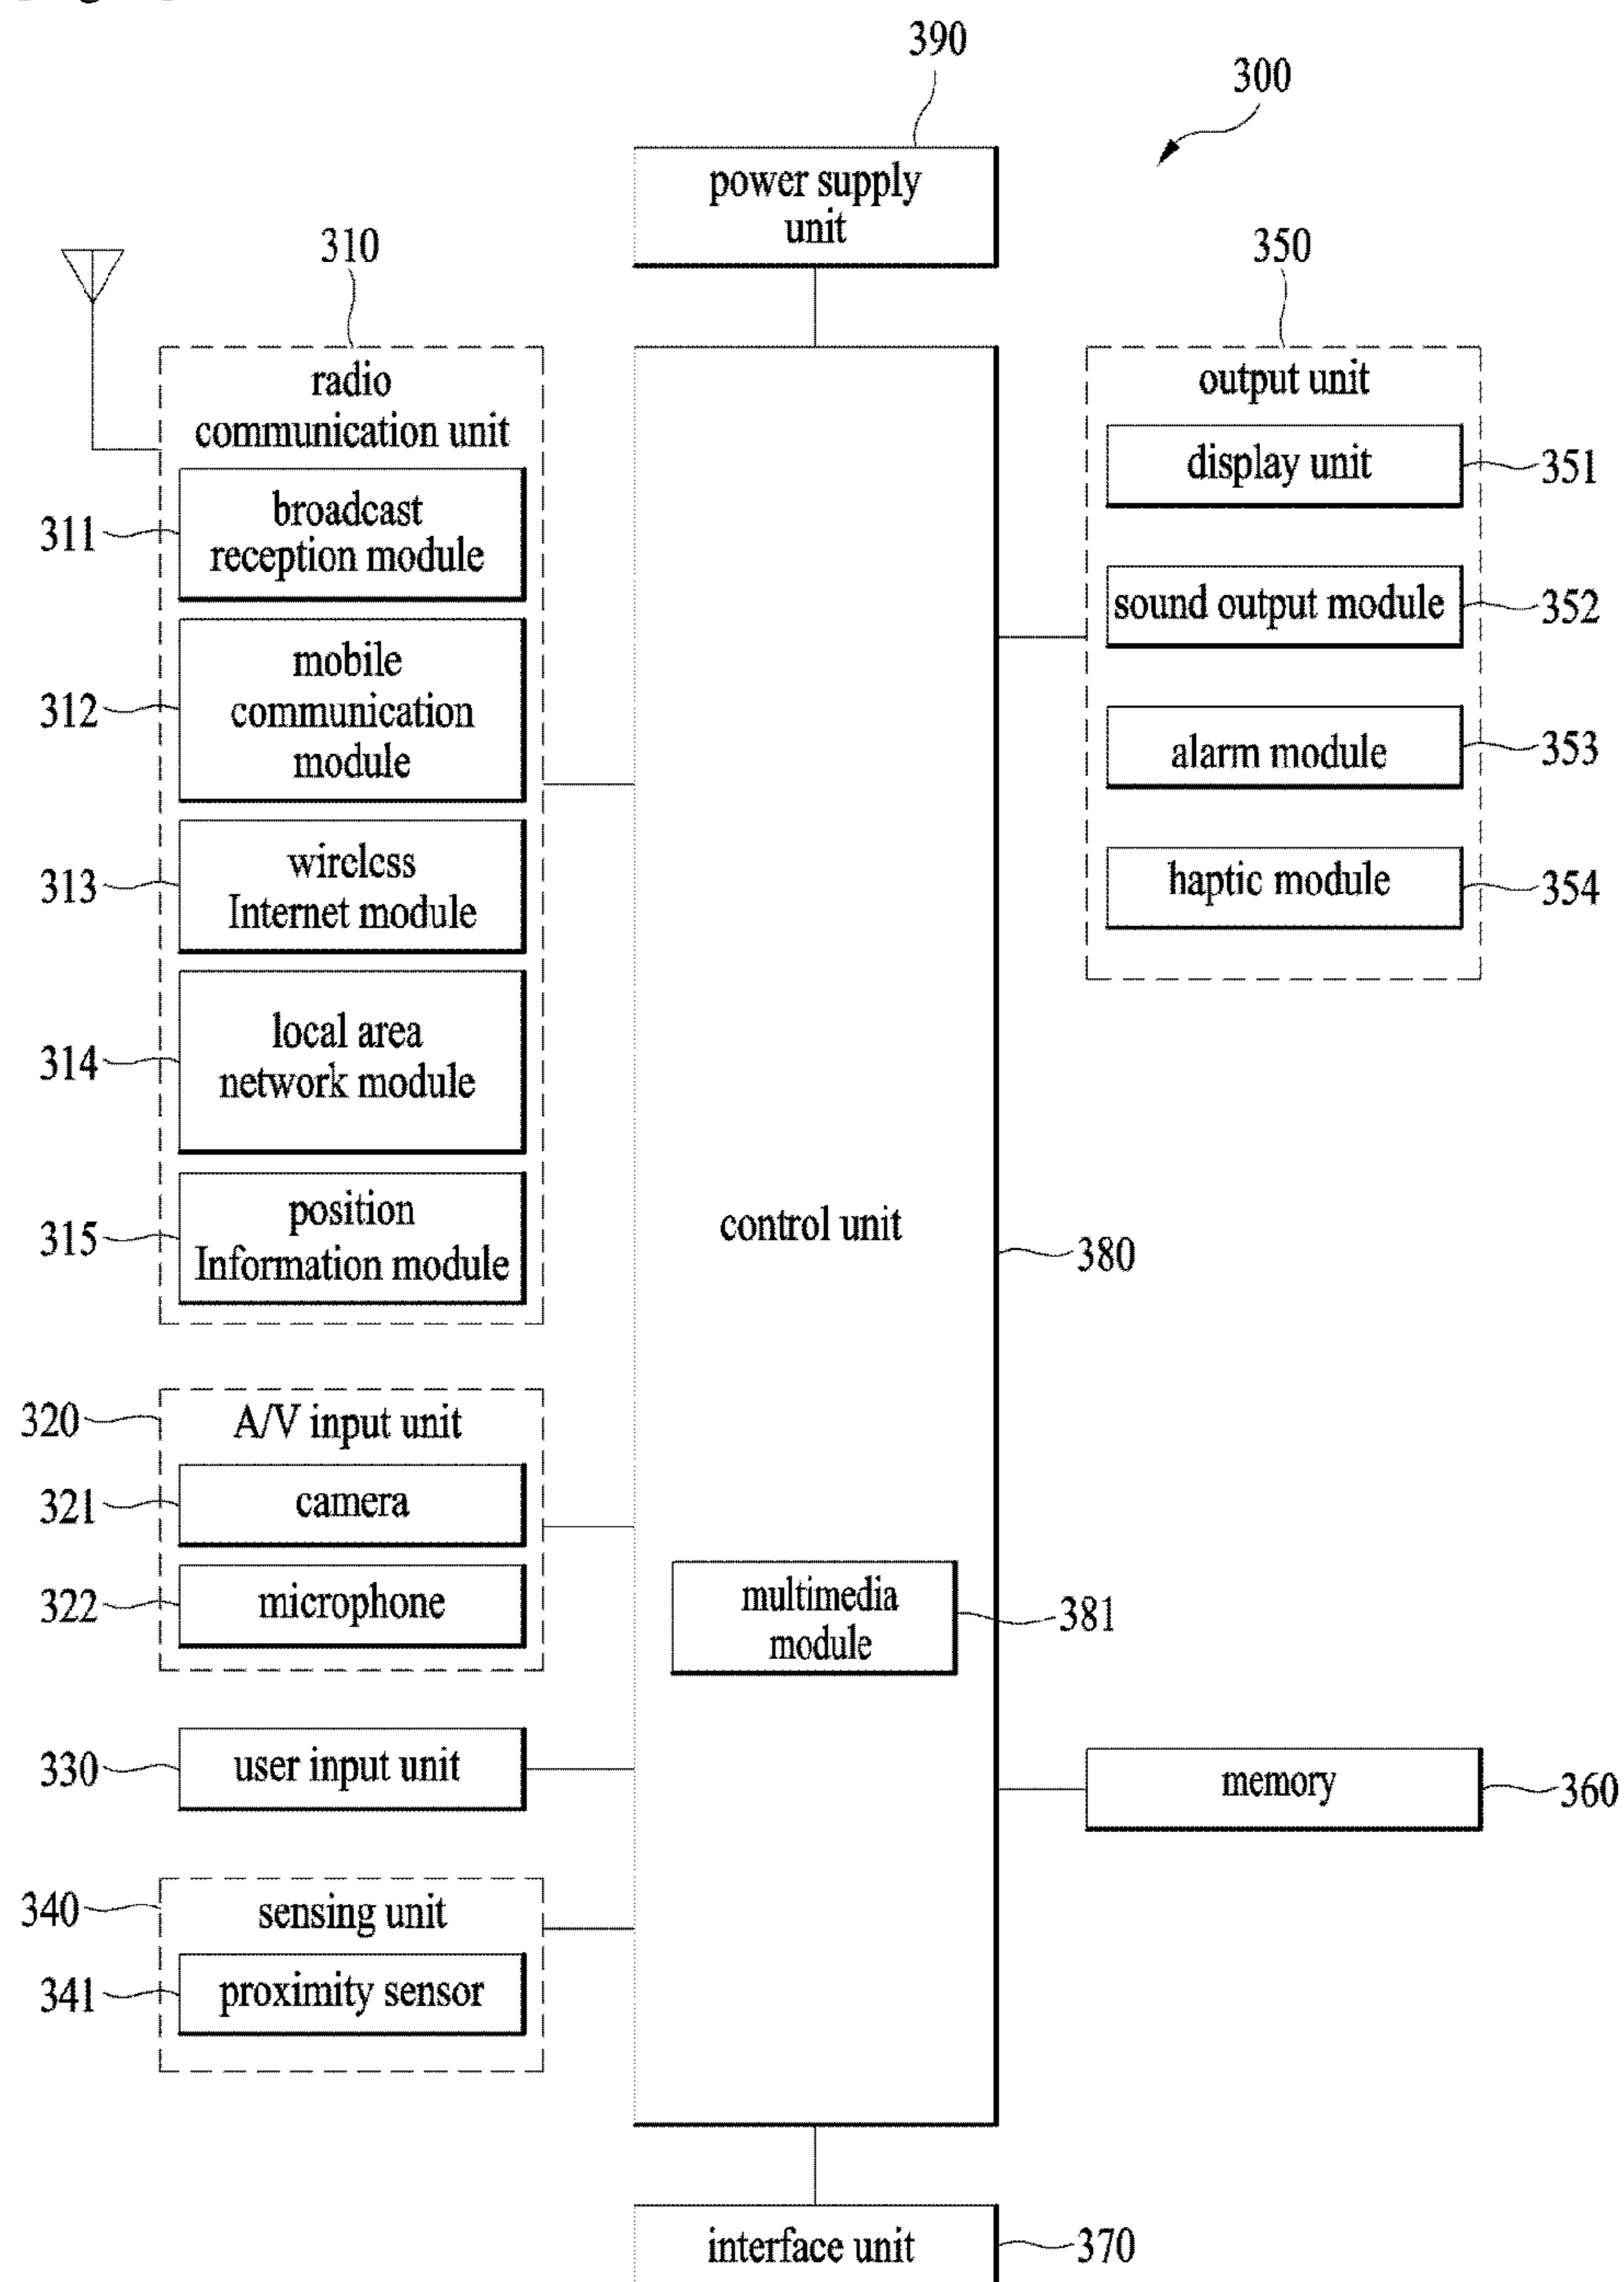 390
300
power supply
unit
310
350
radio
communication unit
output unit
display unit
351
311
broadcast
reception module
sound output module
352
312
mobile
communication
module
alarm module
353
313
wireless
Internet module
haptic module
354
314
local area
network module
315
position
Information module
control unit
380
320
A/V input unit
321
camera
322
microphone
multimedia
module
381
330
user input unit
memory
360
340
sensing unit
341
proximity sensor
interface unit
370